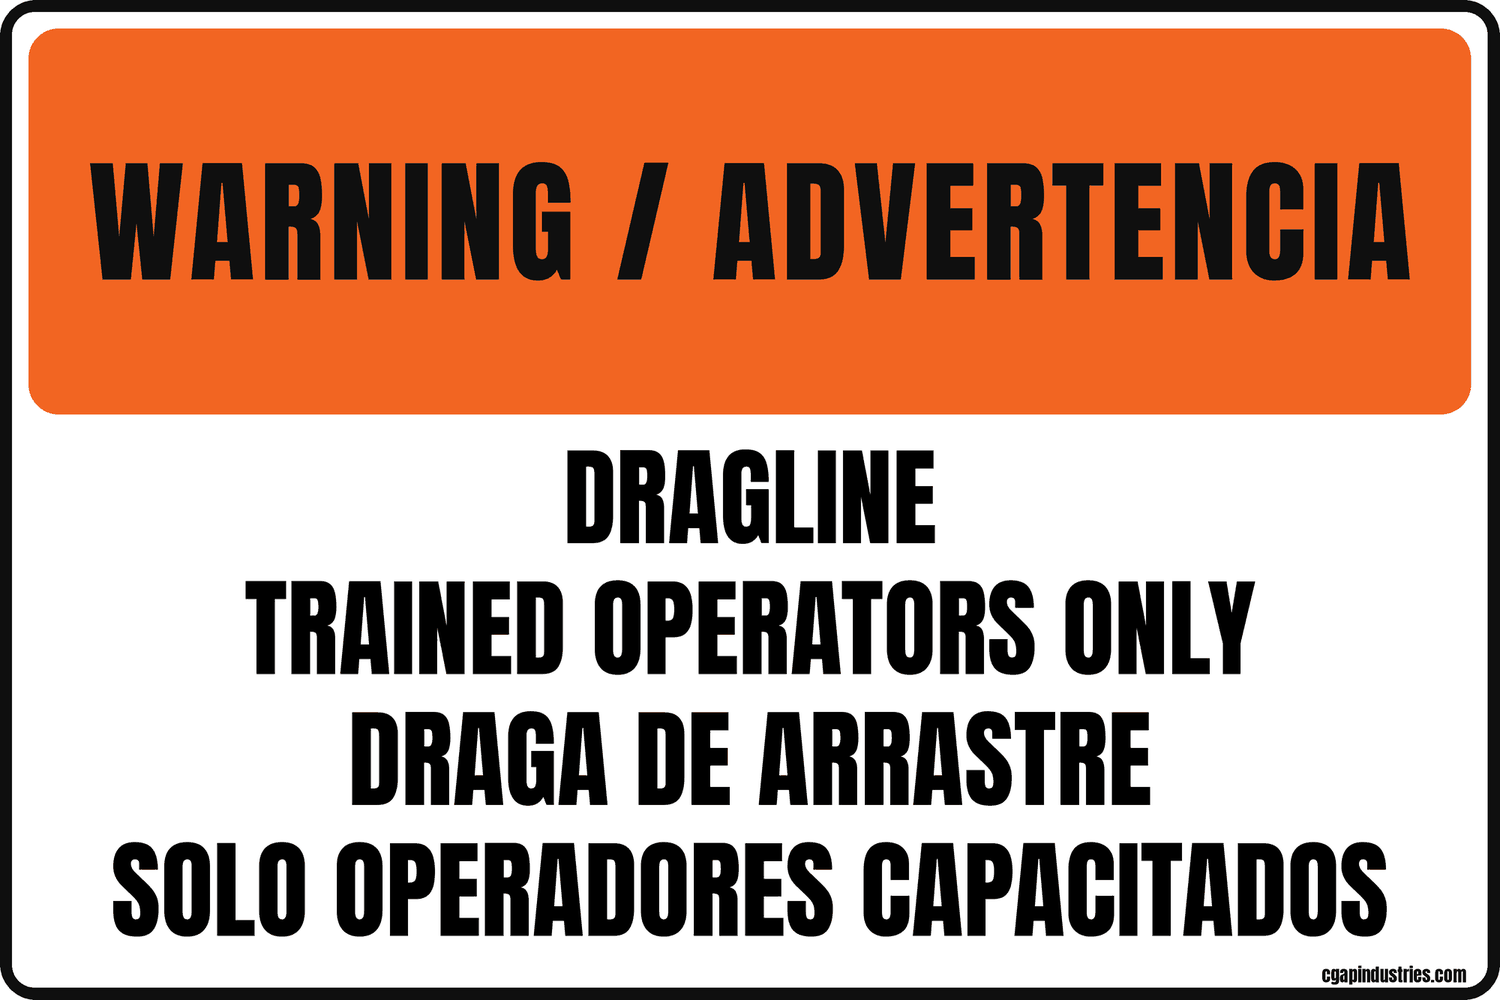 WARNING / ADVERTENCIA
DRAGLINE
TRAINED OPERATORS ONLY
DRAGA DE ARRASTRE
SOLO OPERADORES CAPACITADOS
cgapindustries.com